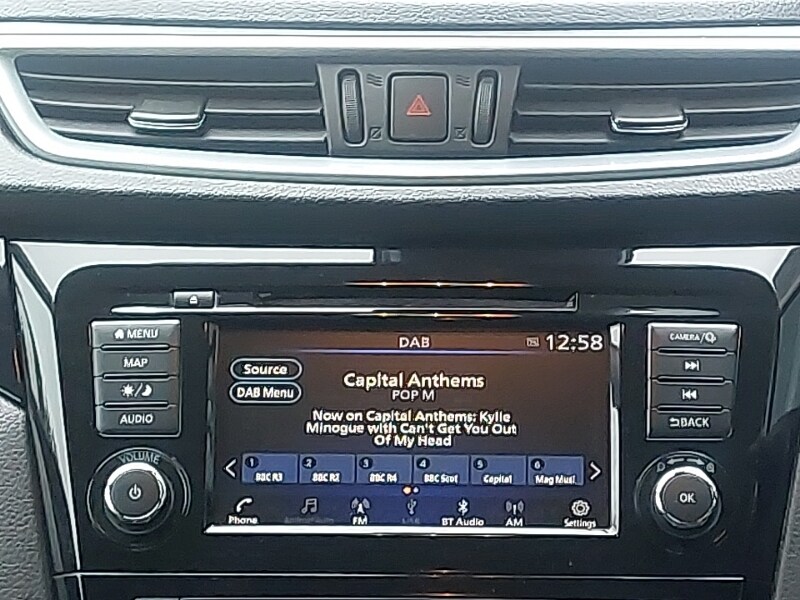 DAB
12:58
MENU
CAMERA/
MAP
Source
Capital Anthems
POP M
DAB Menu
AUDIO
BACK
Now on Capital Anthems: Kylie
Minogue with Can't Get You Out
Of My Head
1 BBC R3
2 BBC R2
3 BBC R4
4 BBC Scot
5 Capital
6 Mag Musi
VOLUME
OK
Phone
FM
USB
BT Audio
AM
Settings